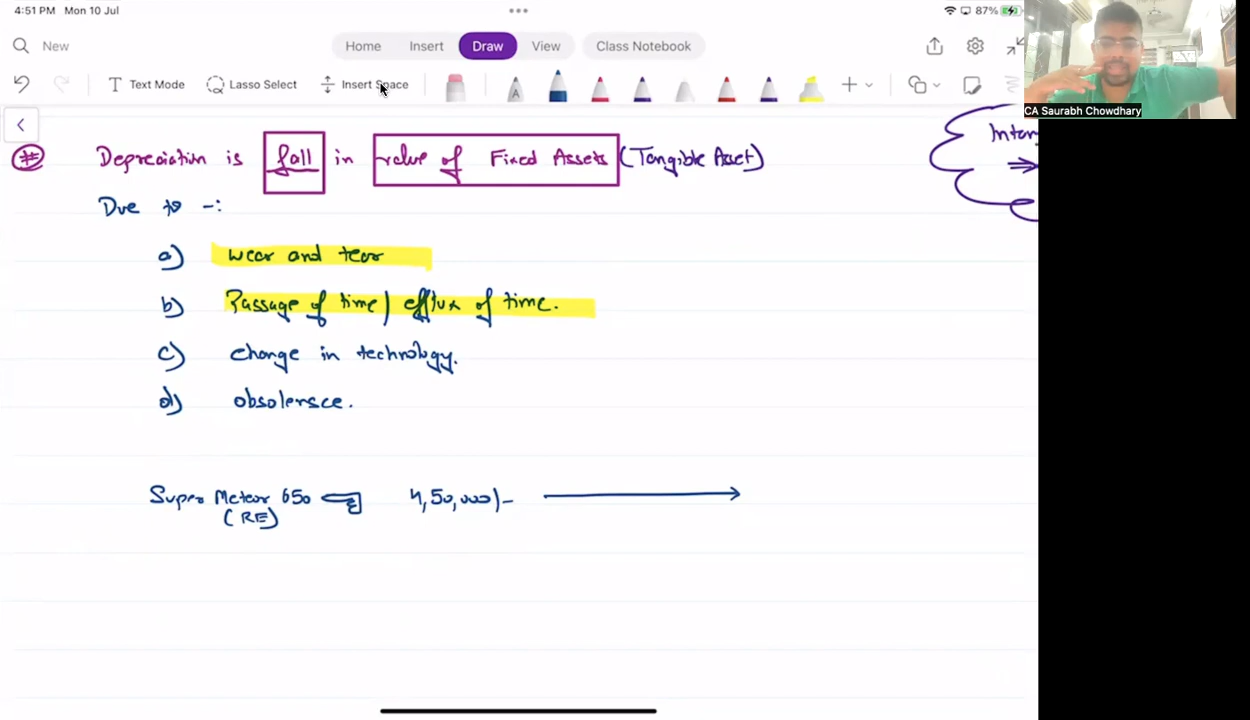 4:51 PM Mon 10 Jul
87%
New
Home Insert Draw View Class Notebook
Text Mode Lasso Select Insert Space
CA Saurabh Chowdhary
# Depreciation is fall in value of Fixed Assets (Tangible Asset)
Due to -:
a) wear and tear
b) Passage of time / efflux of time.
c) change in technology.
d) obsolersce.
Super Meteor 650 4,50,000/-
(RE)